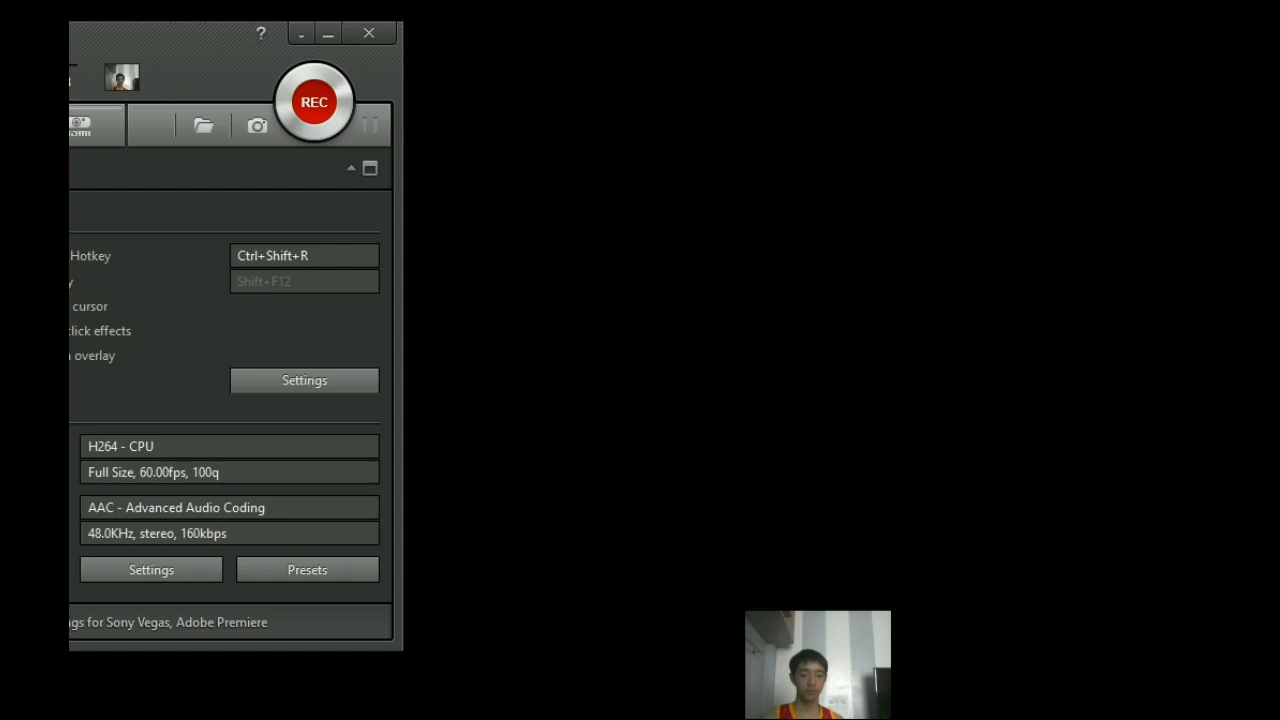 ?
REC
Hotkey
Ctrl+Shift+R
y
Shift+F12
cursor
click effects
overlay
Settings
H264 - CPU
Full Size, 60.00fps, 100q
AAC - Advanced Audio Coding
48.0KHz, stereo, 160kbps
Settings
Presets
gs for Sony Vegas, Adobe Premiere